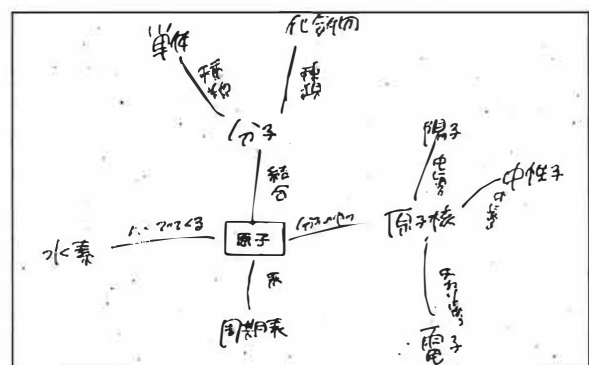 単体
化合物
種類
種類
分子
陽子
結合
中性子
原子
原子核
水素
表
周期表
電子